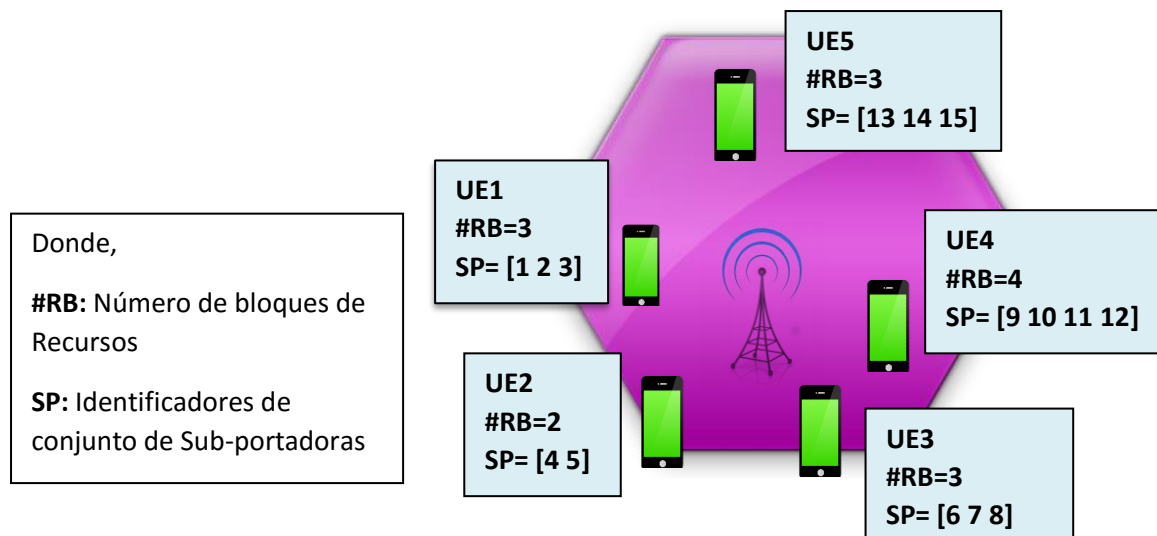 UE5
#RB=3
SP= [13 14 15]
UE1
#RB=3
SP= [1 2 3]
Donde,
#RB: Número de bloques de
Recursos
SP: Identificadores de
conjunto de Sub-portadoras
UE4
#RB=4
SP= [9 10 11 12]
UE2
#RB=2
SP= [4 5]
UE3
#RB=3
SP= [6 7 8]